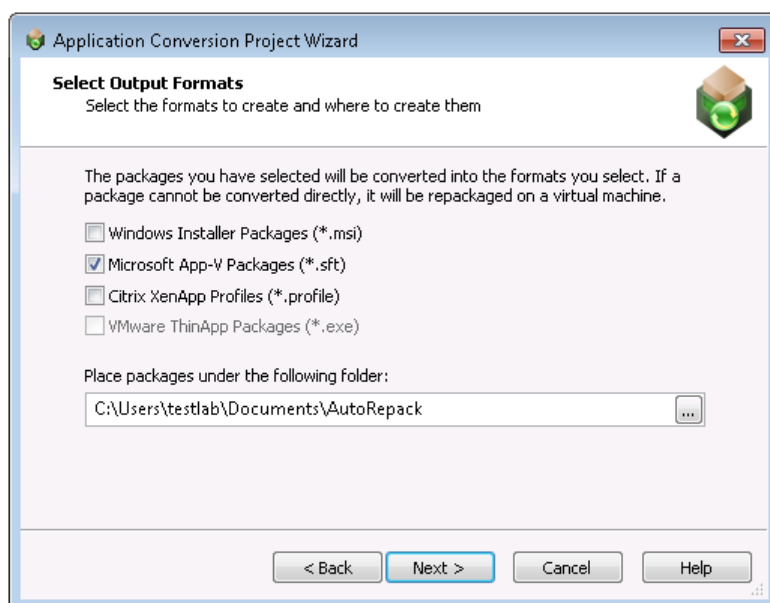 Application Conversion Project Wizard
Select Output Formats
Select the formats to create and where to create them
The packages you have selected will be converted into the formats you select. If a
package cannot be converted directly, it will be repackaged on a virtual machine.
Windows Installer Packages (*.msi)
Microsoft App-V Packages (*.sft)
Citrix XenApp Profiles (*.profile)
VMware ThinApp Packages (*.exe)
Place packages under the following folder:
C:\Users\testlab\Documents\AutoRepack
...
< Back Next > Cancel Help